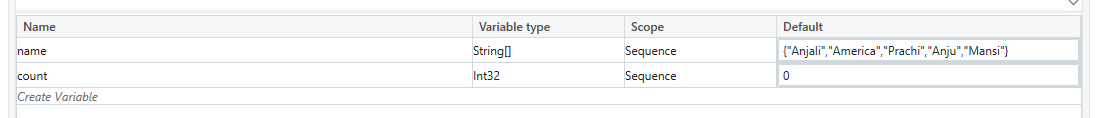 Name Variable type Scope Default
name String[] Sequence {"Anjali","America","Prachi","Anju","Mansi"}
count Int32 Sequence 0
Create Variable